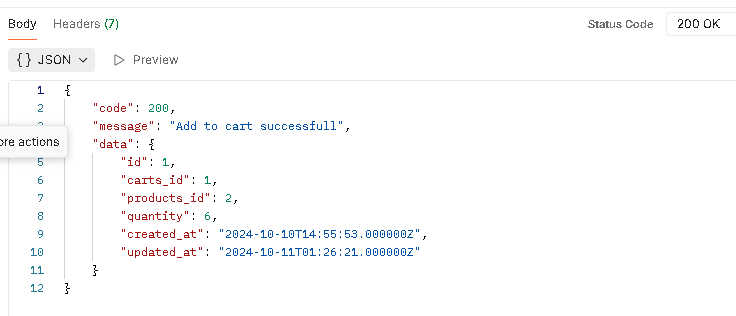 Body Headers (7) Status Code 200 OK
{} JSON Preview
1 {
2 "code": 200,
3 "message": "Add to cart successfull",
"data": {
ore actions
5 "id": 1,
6 "carts_id": 1,
7 "products_id": 2,
8 "quantity": 6,
9 "created_at": "2024-10-10T14:55:53.000000Z",
10 "updated_at": "2024-10-11T01:26:21.000000Z"
11 }
12 }